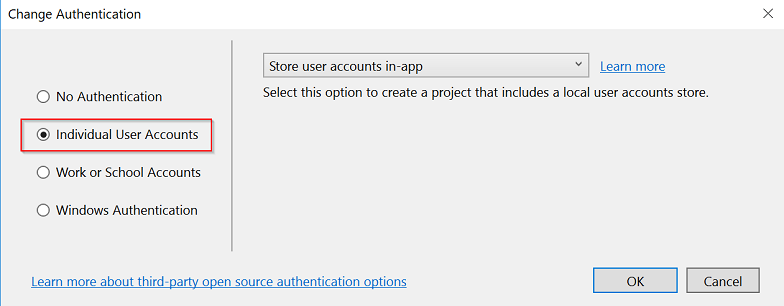 Change Authentication
No Authentication
Individual User Accounts
Work or School Accounts
Windows Authentication
Store user accounts in-app
Learn more
Select this option to create a project that includes a local user accounts store.
Learn more about third-party open source authentication options
OK
Cancel